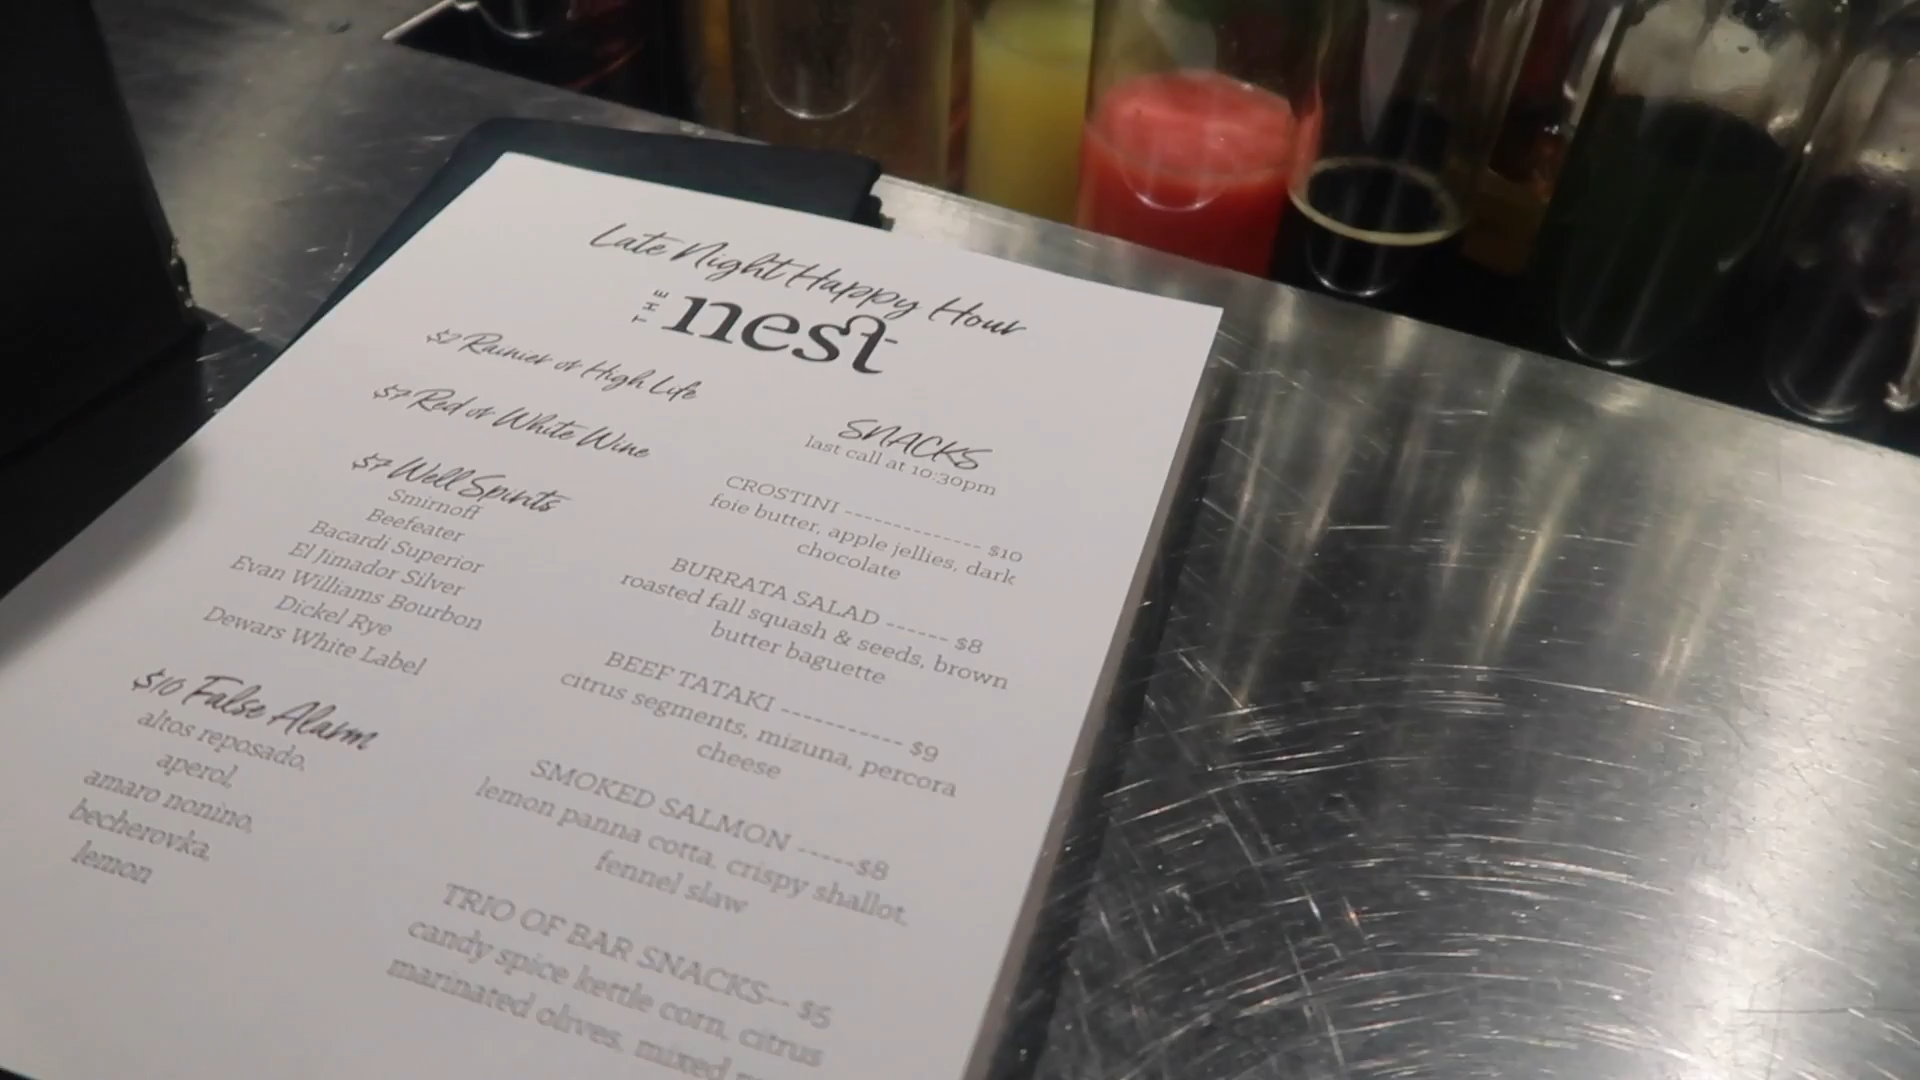 Late Night Happy Hour
THE nest
$2 Rainier or High Life
$7 Red or White Wine
$7 Well Spirits
Smirnoff
Beefeater
Bacardi Superior
El Jimador Silver
Evan Williams Bourbon
Dickel Rye
Dewars White Label
$10 False Alarm
altos reposado,
aperol,
amaro nonino,
becherovka,
lemon
SNACKS
last call at 10:30pm
CROSTINI ------------- $10
foie butter, apple jellies, dark
chocolate
BURRATA SALAD ------ $8
roasted fall squash & seeds, brown
butter baguette
BEEF TATAKI ----------- $9
citrus segments, mizuna, percora
cheese
SMOKED SALMON -----$8
lemon panna cotta, crispy shallot,
fennel slaw
TRIO OF BAR SNACKS-- $5
candy spice kettle corn, citrus
marinated olives, mixed